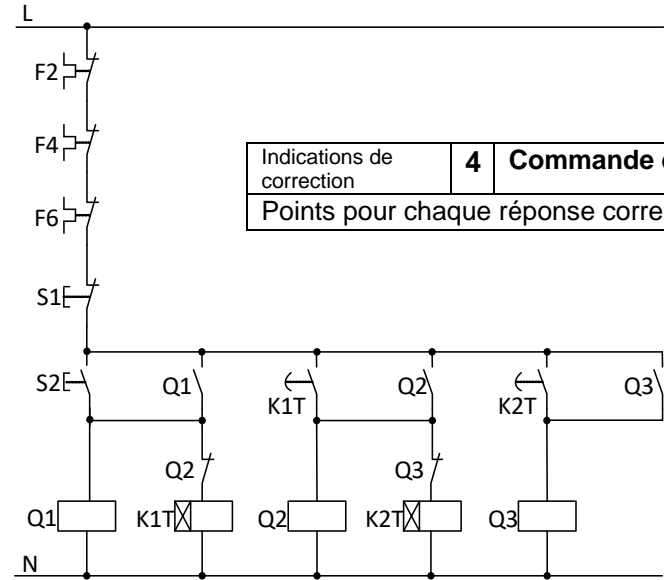 L
F2
F4
Indications de correction 4 Commande
Points pour chaque réponse
F6
S1
S2 Q1 K1T Q2 K2T Q3
Q2 Q3
Q1 K1T Q2 K2T Q3
N